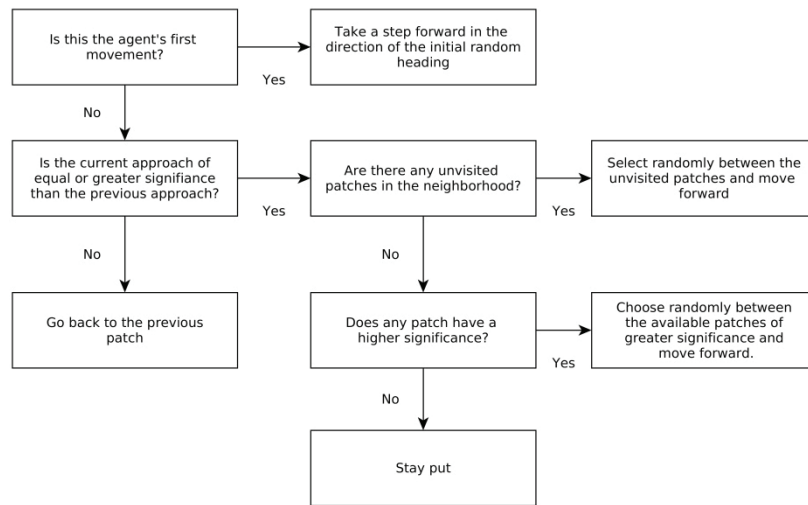 Is this the agent's first
movement?
Yes
Take a step forward in the
direction of the initial random
heading
No
Is the current approach of
equal or greater signifiance
than the previous approach?
Yes
Are there any unvisited
patches in the neighborhood?
Yes
Select randomly between the
unvisited patches and move
forward
No
No
Go back to the previous
patch
Does any patch have a
higher significance?
Yes
Choose randomly between
the available patches of
greater significance and
move forward.
No
Stay put